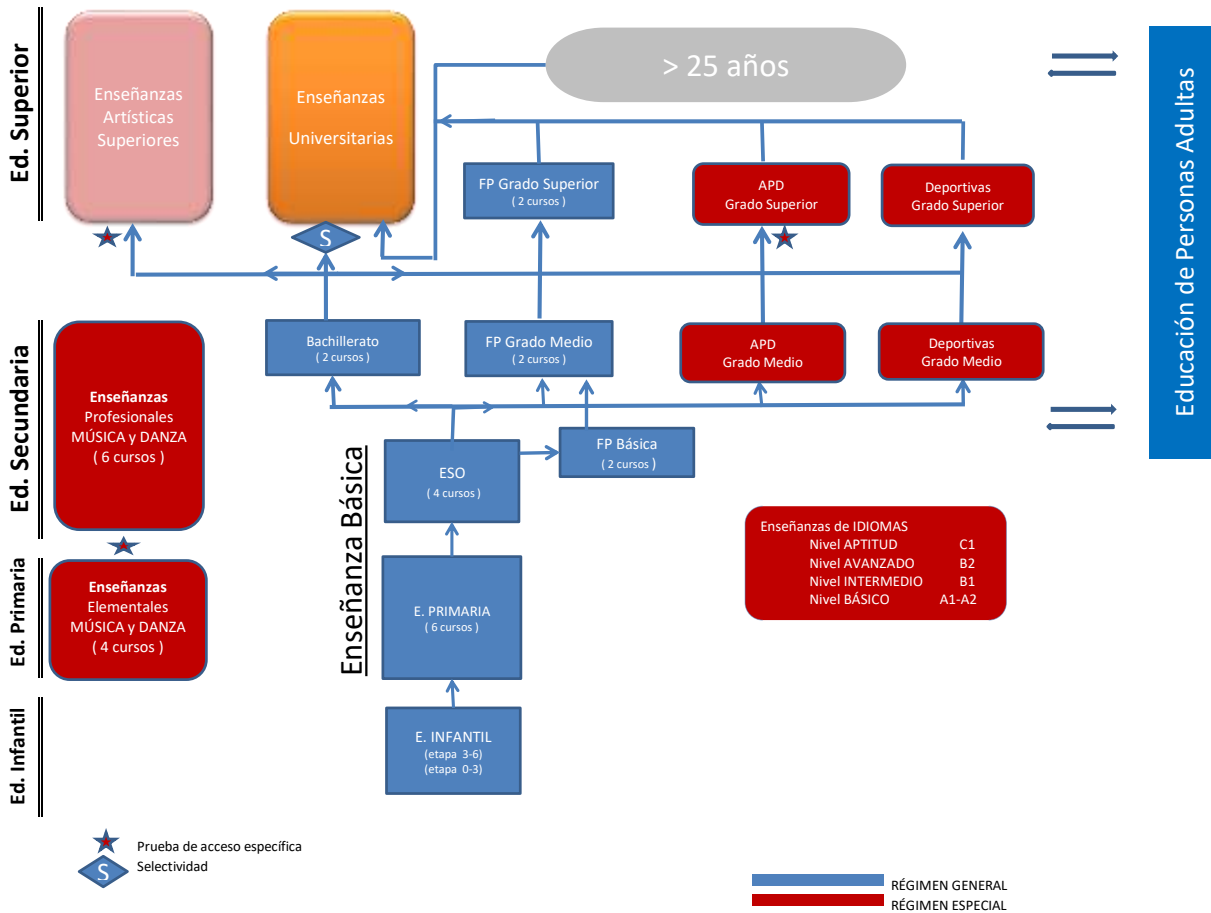 Ed. Superior
Enseñanzas
Artísticas
Superiores
Enseñanzas
Universitarias
> 25 años
FP Grado Superior
( 2 cursos )
APD
Grado Superior
Deportivas
Grado Superior
S
Educación de Personas Adultas
Ed. Secundaria
Enseñanzas
Profesionales
MÚSICA y DANZA
( 6 cursos )
Bachillerato
( 2 cursos )
FP Grado Medio
( 2 cursos )
APD
Grado Medio
Deportivas
Grado Medio
Enseñanza Básica
ESO
( 4 cursos )
FP Básica
( 2 cursos )
Ed. Primaria
Enseñanzas
Elementales
MÚSICA y DANZA
( 4 cursos )
E. PRIMARIA
( 6 cursos )
Enseñanzas de IDIOMAS
Nivel APTITUD C1
Nivel AVANZADO B2
Nivel INTERMEDIO B1
Nivel BÁSICO A1-A2
Ed. Infantil
E. INFANTIL
(etapa 3-6)
(etapa 0-3)
Prueba de acceso específica
S Selectividad
RÉGIMEN GENERAL
RÉGIMEN ESPECIAL